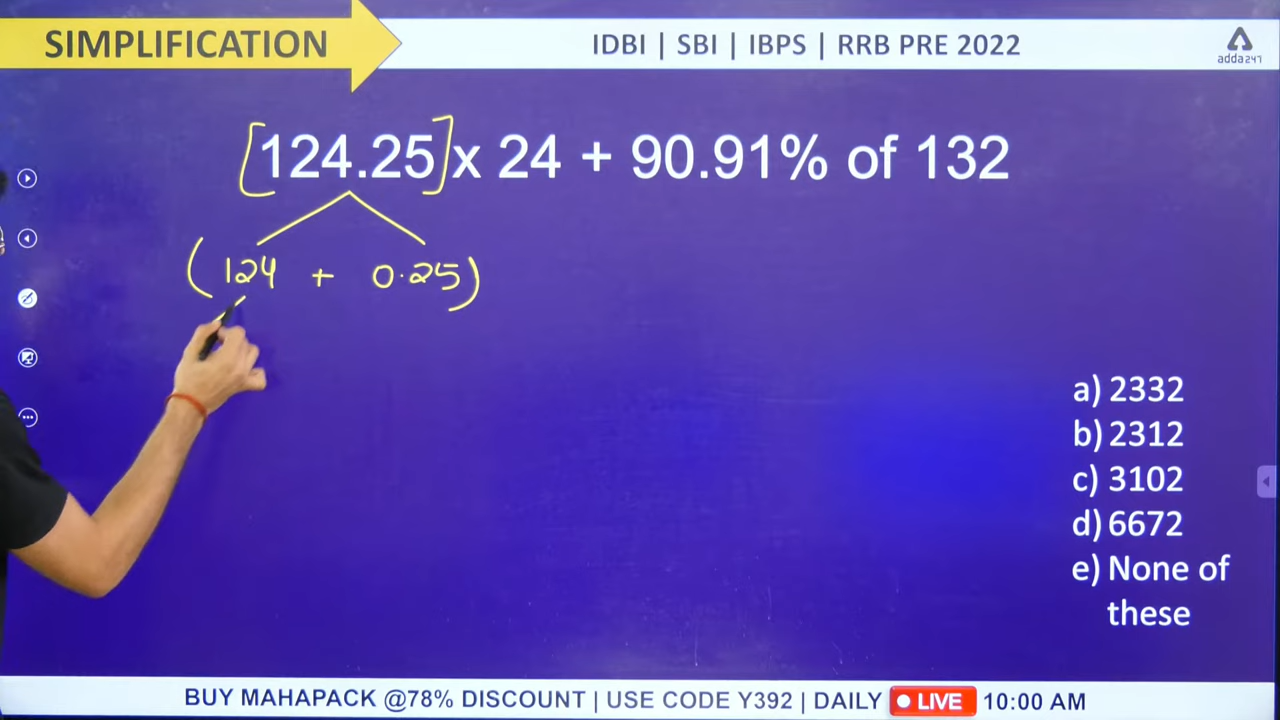 SIMPLIFICATION
IDBI | SBI | IBPS | RRB PRE 2022
adda247
[124.25] x 24 + 90.91% of 132
(124 + 0.25)
a) 2332
b) 2312
c) 3102
d) 6672
e) None of
these
BUY MAHAPACK @78% DISCOUNT | USE CODE Y392 | DAILY LIVE 10:00 AM